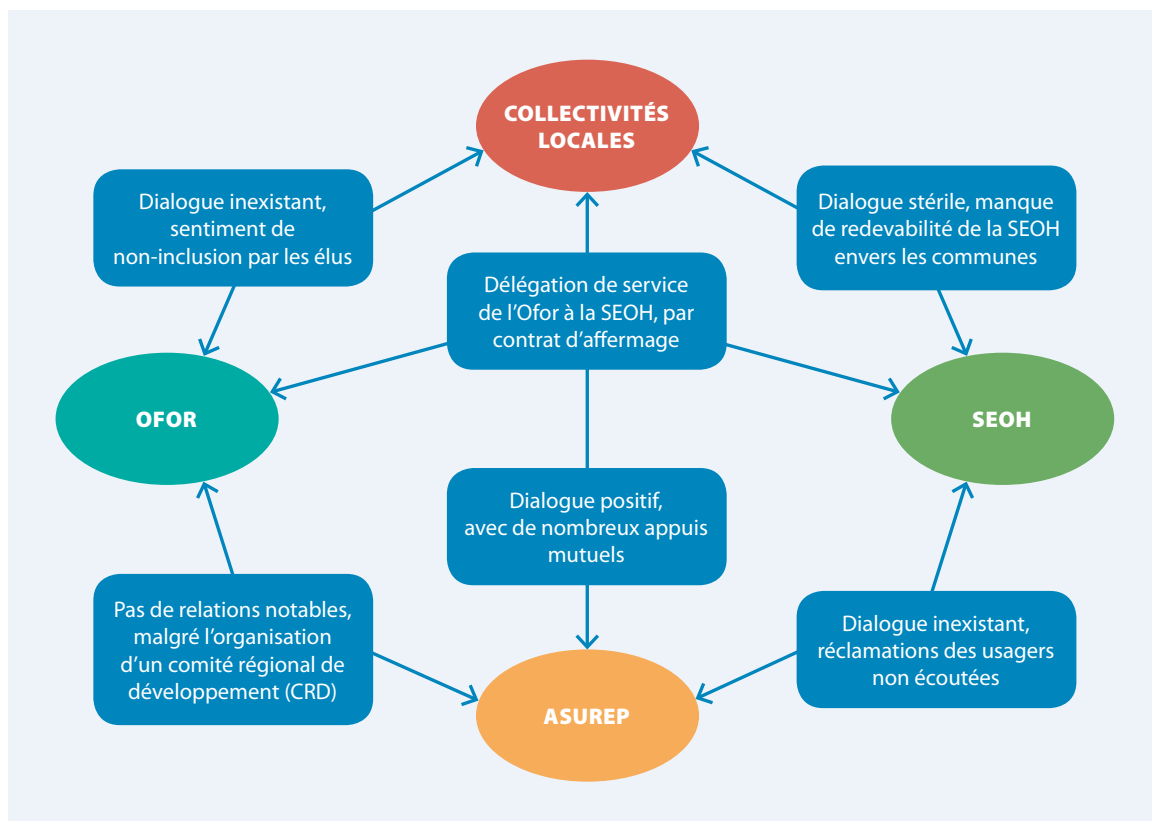 COLLECTIVITÉS
LOCALES
Dialogue inexistant,
sentiment de
non-inclusion par les élus
Dialogue stérile, manque
de redevabilité de la SEOH
envers les communes
Délégation de service
de l’Ofor à la SEOH, par
contrat d’affermage
OFOR
SEOH
Dialogue positif,
avec de nombreux appuis
mutuels
Pas de relations notables,
malgré l’organisation
d’un comité régional de
développement (CRD)
Dialogue inexistant,
réclamations des usagers
non écoutées
ASUREP